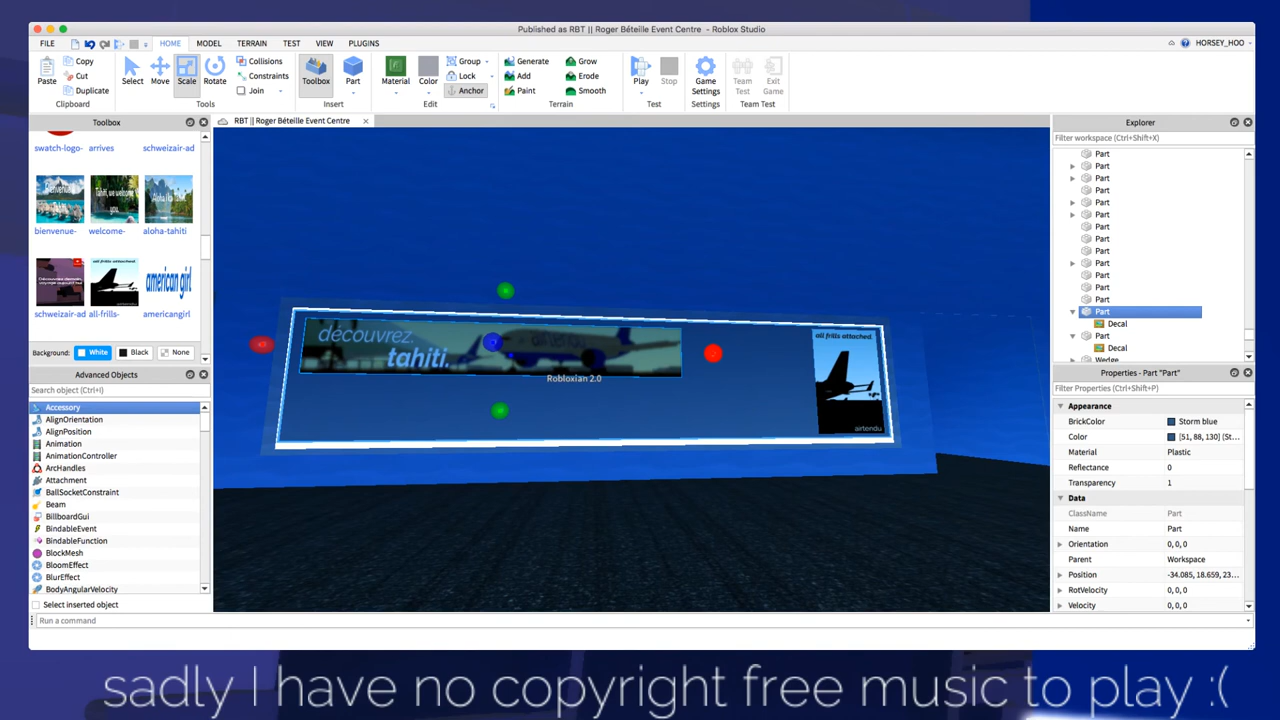 Published as RBT || Roger Béteille Event Centre - Roblox Studio
FILE HOME MODEL TERRAIN TEST VIEW PLUGINS HORSEY_HOO
Paste Copy Cut Duplicate Select Move Scale Rotate Collisions Constraints Join Toolbox Part Material Color Group Lock Anchor Generate Add Paint Grow Erode Smooth Play Stop Game Settings Team Test Exit Game
Clipboard Tools Insert Edit Terrain Test Settings Team Test
Toolbox
RBT || Roger Béteille Event Centre
swatch-logo- arrives schweizair-ad
bienvenue- welcome- aloha-tahiti
all frills attached.
american girl
schweizair-ad all-frills- americangirl
Background: White Black None
Advanced Objects
Search object (Ctrl+I)
Accessory
AlignOrientation
AlignPosition
Animation
AnimationController
ArcHandles
Attachment
BallSocketConstraint
Beam
BillboardGui
BindableEvent
BindableFunction
BlockMesh
BloomEffect
BlurEffect
BodyAngularVelocity
Select inserted object
Run a command
découvrez.
tahiti.
Robloxian 2.0
all frills attached.
airtendu
Explorer
Filter workspace (Ctrl+Shift+X)
Part
Part
Part
Part
Part
Part
Part
Part
Part
Part
Part
Part
Part
Part
Decal
Part
Decal
Wedge
Properties - Part "Part"
Filter Properties (Ctrl+Shift+P)
Appearance
BrickColor Storm blue
Color [51, 88, 130] (St...
Material Plastic
Reflectance 0
Transparency 1
Data
ClassName Part
Name Part
Orientation 0, 0, 0
Parent Workspace
Position -34.085, 18.659, 23...
RotVelocity 0, 0, 0
Velocity 0, 0, 0
sadly I have no copyright free music to play :(